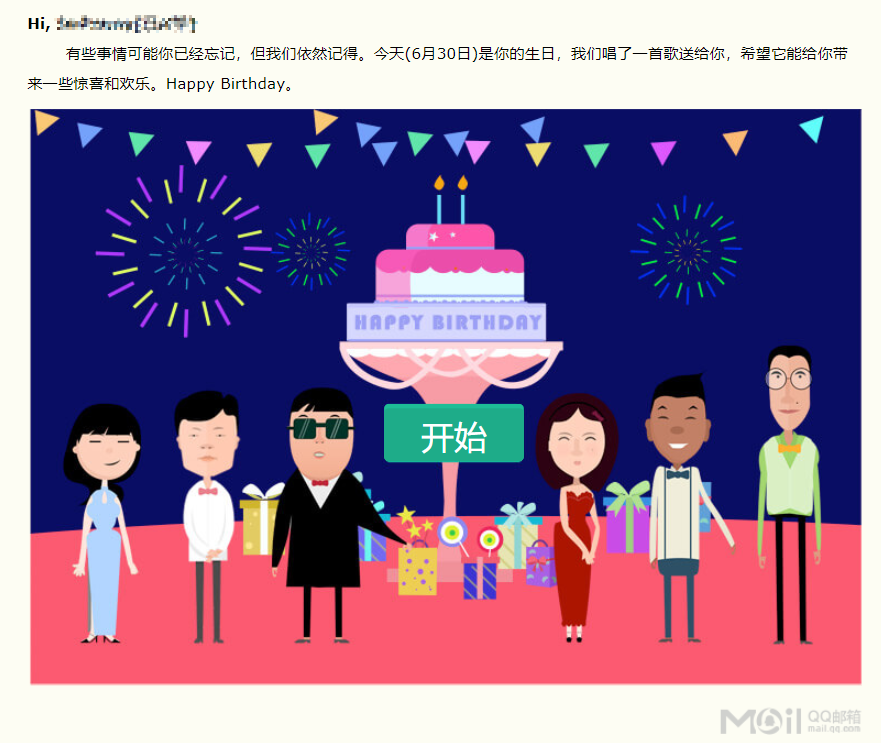 Hi,
有些事情可能你已经忘记，但我们依然记得。今天(6月30日)是你的生日，我们唱了一首歌送给你，希望它能给你带
来一些惊喜和欢乐。Happy Birthday。
HAPPY BIRTHDAY
开始
Mail QQ邮箱
mail.qq.com